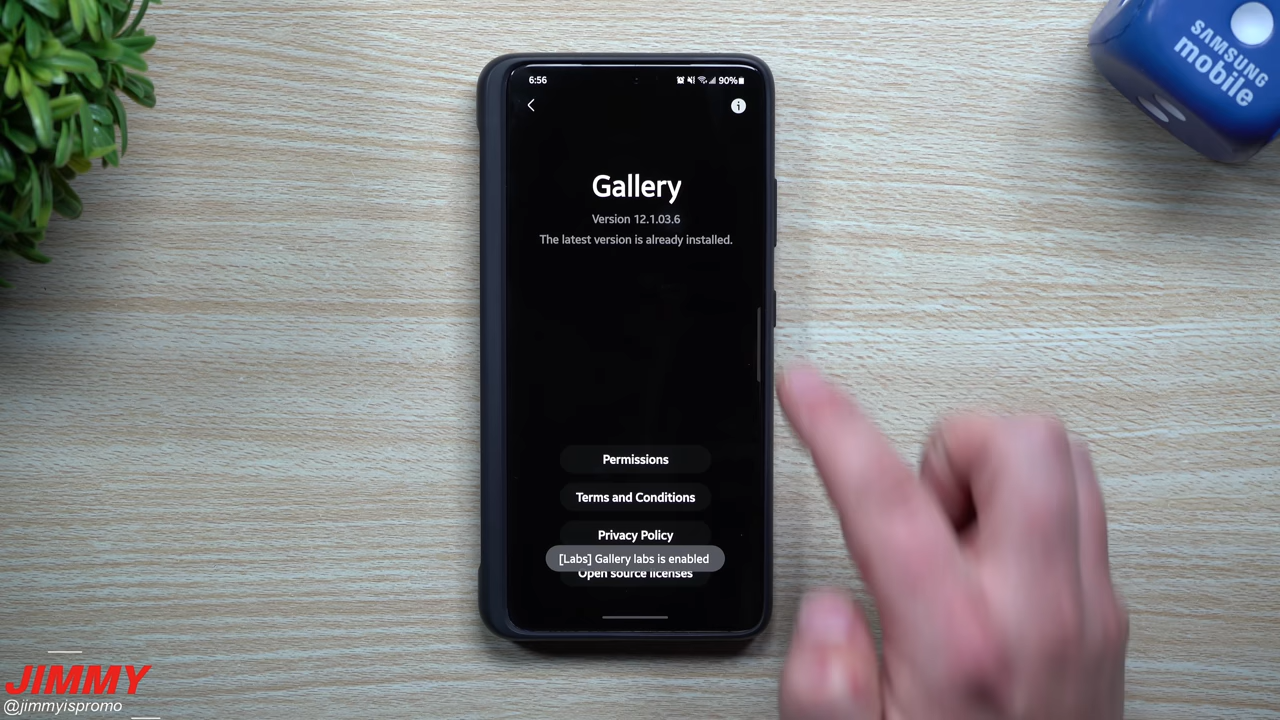 SAMSUNG
mobile
6:56
90%
Gallery
Version 12.1.03.6
The latest version is already installed.
Permissions
Terms and Conditions
Privacy Policy
[Labs] Gallery labs is enabled
Open source licenses
JIMMY
@jimmyispromo